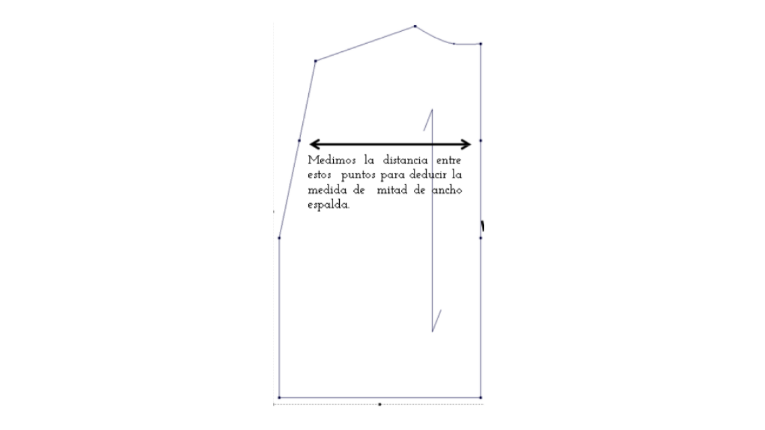 Medimos la distancia entre
estos puntos para deducir la
medida de mitad de ancho
espalda.